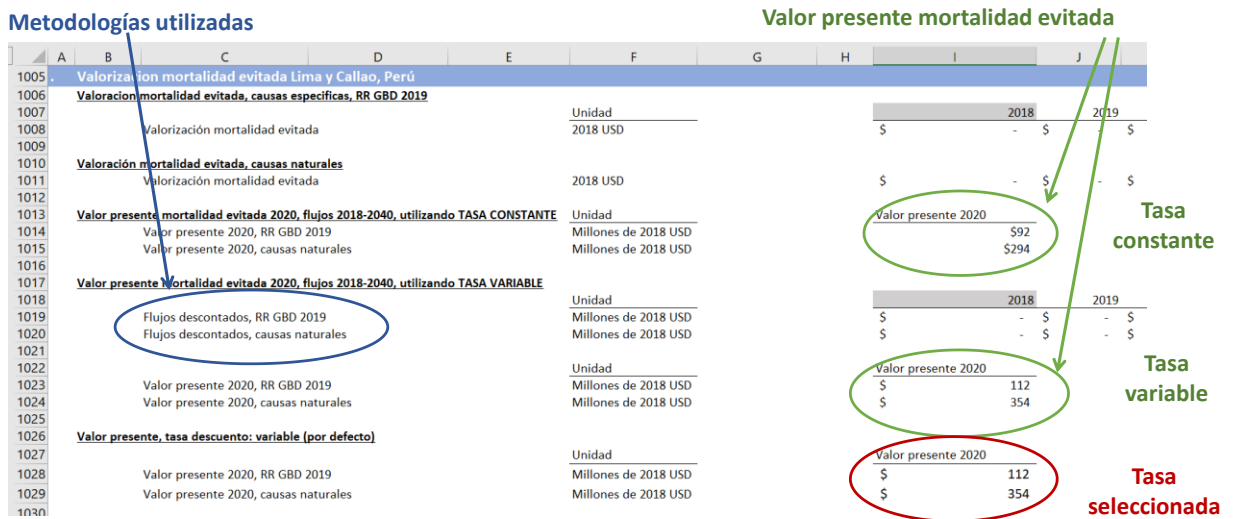 Metodologías utilizadas
Valor presente mortalidad evitada
A B C D E F G H I J
1005 . Valorizacion mortalidad evitada Lima y Callao, Perú
1006 Valoracion mortalidad evitada, causas especificas, RR GBD 2019
1007 Unidad 2018 2019
1008 Valorización mortalidad evitada 2018 USD $ - $ - $
1009
1010 Valoración mortalidad evitada, causas naturales
1011 Valorización mortalidad evitada 2018 USD $ - $ - $
1012
1013 Valor presente mortalidad evitada 2020, flujos 2018-2040, utilizando TASA CONSTANTE Unidad Valor presente 2020
1014 Valor presente 2020, RR GBD 2019 Millones de 2018 USD $92
1015 Valor presente 2020, causas naturales Millones de 2018 USD $294
Tasa
constante
1016
1017 Valor presente mortalidad evitada 2020, flujos 2018-2040, utilizando TASA VARIABLE
1018 Unidad 2018 2019
1019 Flujos descontados, RR GBD 2019 Millones de 2018 USD $ - $ - $
1020 Flujos descontados, causas naturales Millones de 2018 USD $ - $ - $
1021
1022 Unidad Valor presente 2020
1023 Valor presente 2020, RR GBD 2019 Millones de 2018 USD $ 112
1024 Valor presente 2020, causas naturales Millones de 2018 USD $ 354
Tasa
variable
1025
1026 Valor presente, tasa descuento: variable (por defecto)
1027 Unidad Valor presente 2020
1028 Valor presente 2020, RR GBD 2019 Millones de 2018 USD $ 112
1029 Valor presente 2020, causas naturales Millones de 2018 USD $ 354
1030
Tasa
seleccionada